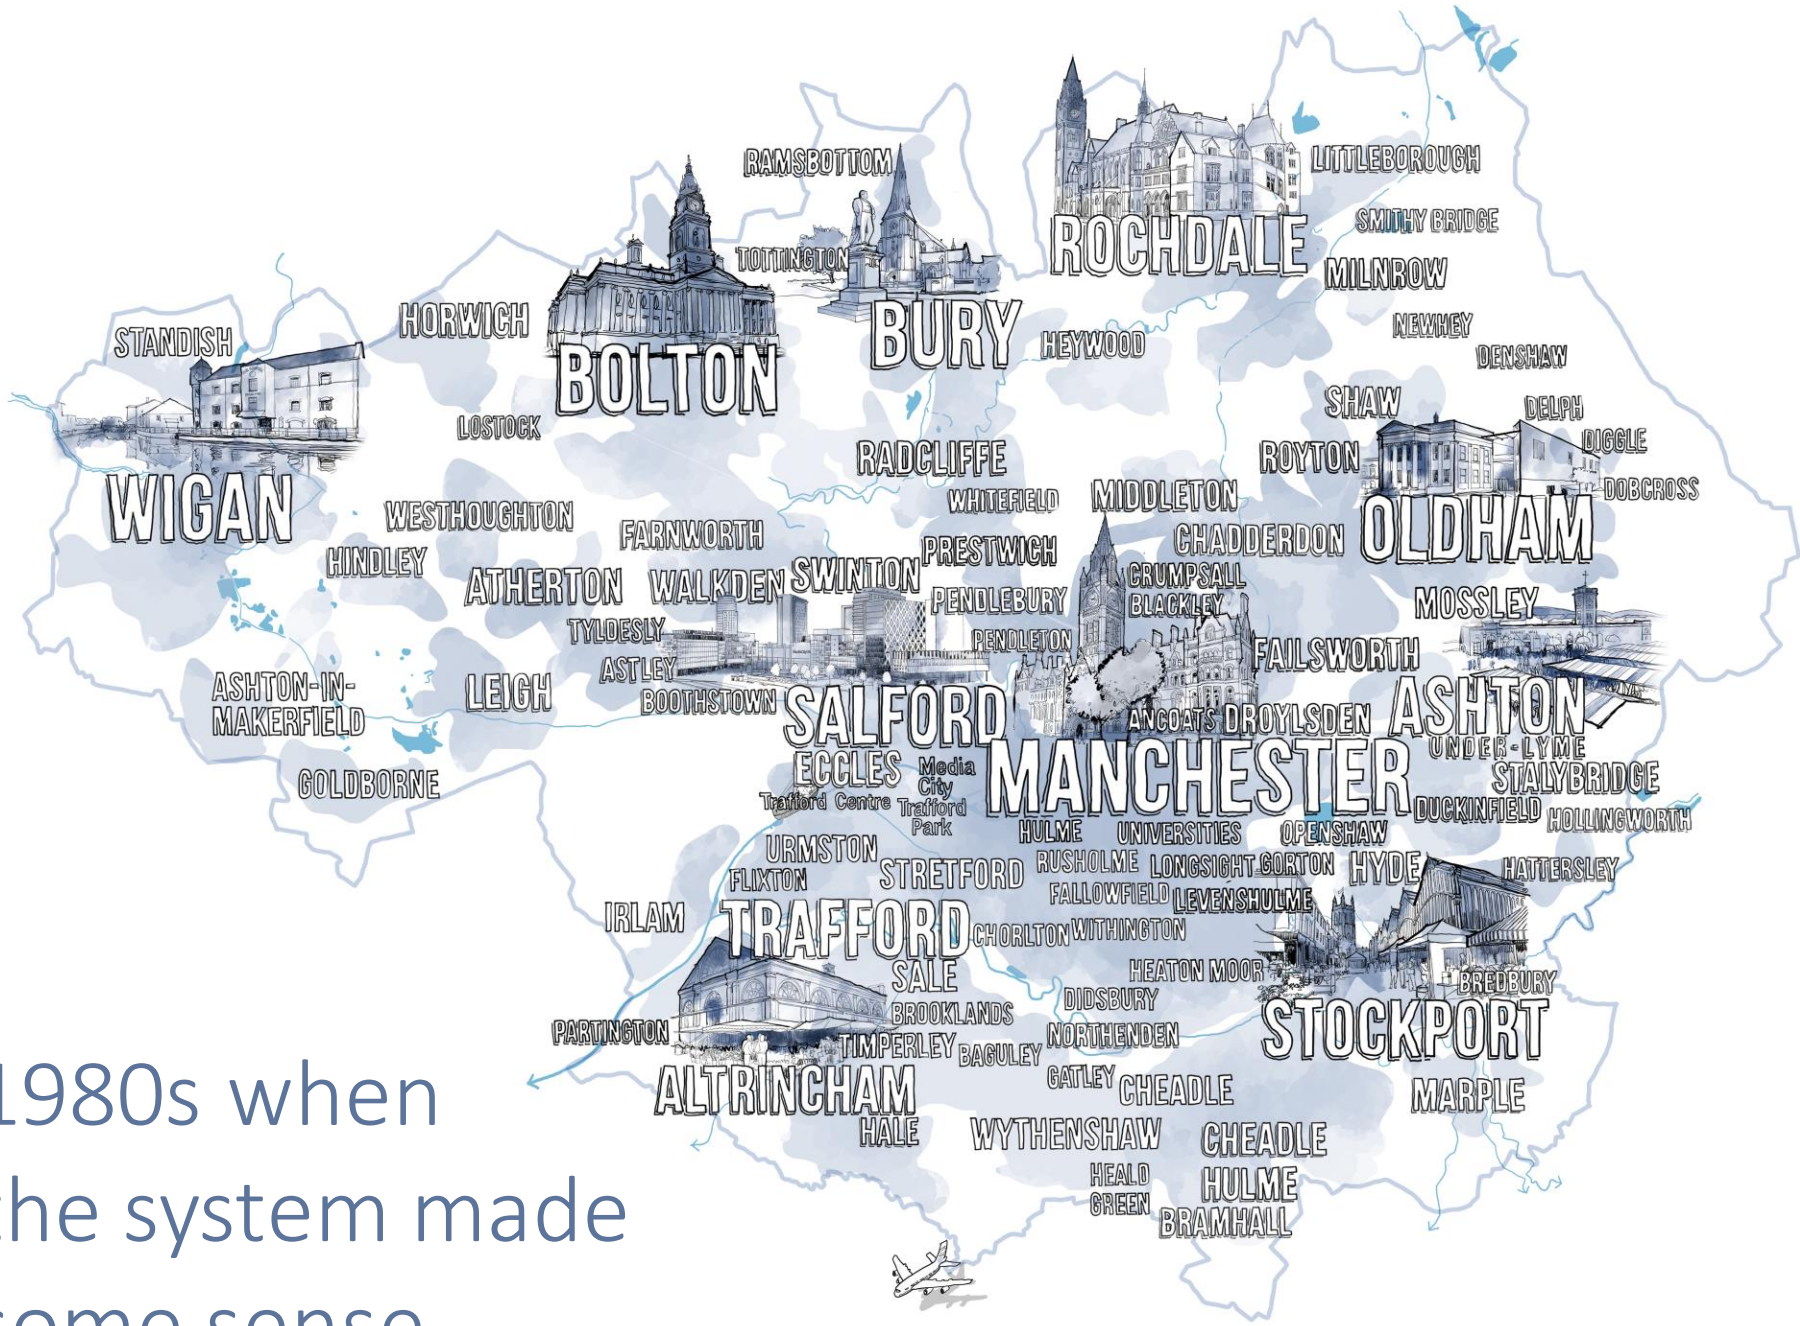 RAMSBOTTOM
LITTLEBOROUGH
SMITHY BRIDGE
ROCHDALE
TOTTINGTON
MILNROW
HORWICH
BURY
NEWHEY
STANDISH
HEYWOOD
DENSHAW
BOLTON
SHAW
DELPH
LOSTOCK
DIGGLE
RADCLIFFE
ROYTON
DOBCROSS
WHITEFIELD
MIDDLETON
WIGAN
WESTHOUGHTON
OLDHAM
FARNWORTH
CHADDERDON
PRESTWICH
HINDLEY
ATHERTON
WALKDEN
SWINTON
CRUMPSALL
PENDLEBURY
BLACKLEY
MOSSLEY
TYLDESLY
PENDLETON
FAILSWORTH
ASTLEY
ASHTON-IN-
MAKERFIELD
LEIGH
BOOTHSTOWN
SALFORD
ANCOATS
DROYLSDEN
ASHTON
UNDER-LYME
ECCLES
Media
City
MANCHESTER
STALYBRIDGE
GOLDBORNE
Trafford Centre
Trafford
Park
DUCKINFIELD
HOLLINGWORTH
HULME
UNIVERSITIES
OPENSHAW
URMSTON
STRETFORD
RUSHOLME
LONGSIGHT
GORTON
HYDE
HATTERSLEY
FLIXTON
FALLOWFIELD
LEVENSHULME
IRLAM
TRAFFORD
CHORLTON
WITHINGTON
SALE
HEATON MOOR
BREDBURY
DIDSBURY
BROOKLANDS
STOCKPORT
PARTINGTON
TIMPERLEY
BAGULEY
NORTHENDEN
GATLEY
CHEADLE
ALTRINCHAM
MARPLE
HALE
WYTHENSHAW
CHEADLE
HULME
HEALD
GREEN
BRAMHALL
1980s when
the system made
some sense